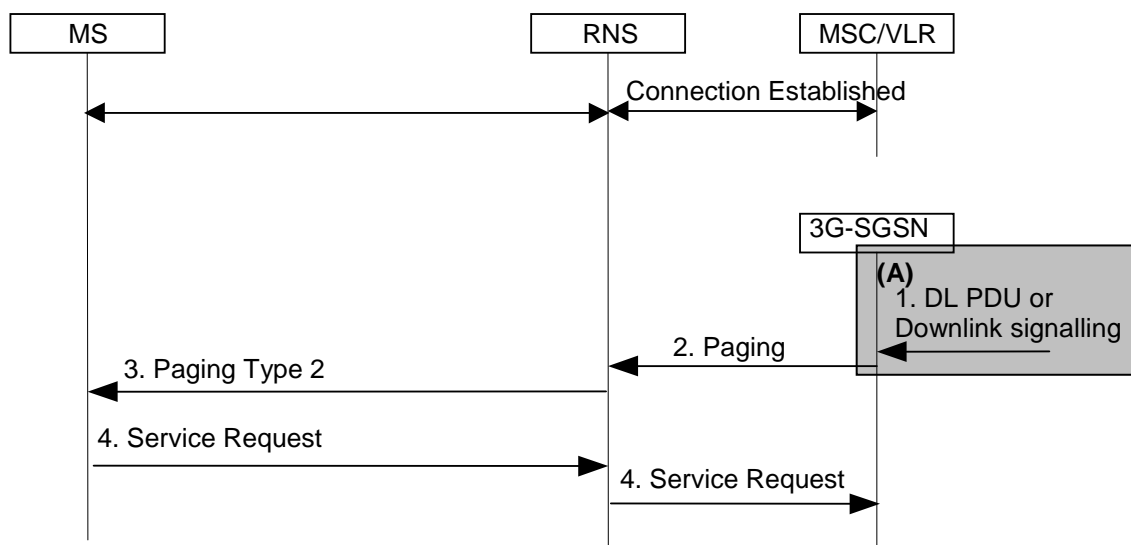 MS
RNS
MSC/VLR
Connection Established
3G-SGSN
(A)
1. DL PDU or
Downlink signalling
2. Paging
3. Paging Type 2
4. Service Request
4. Service Request